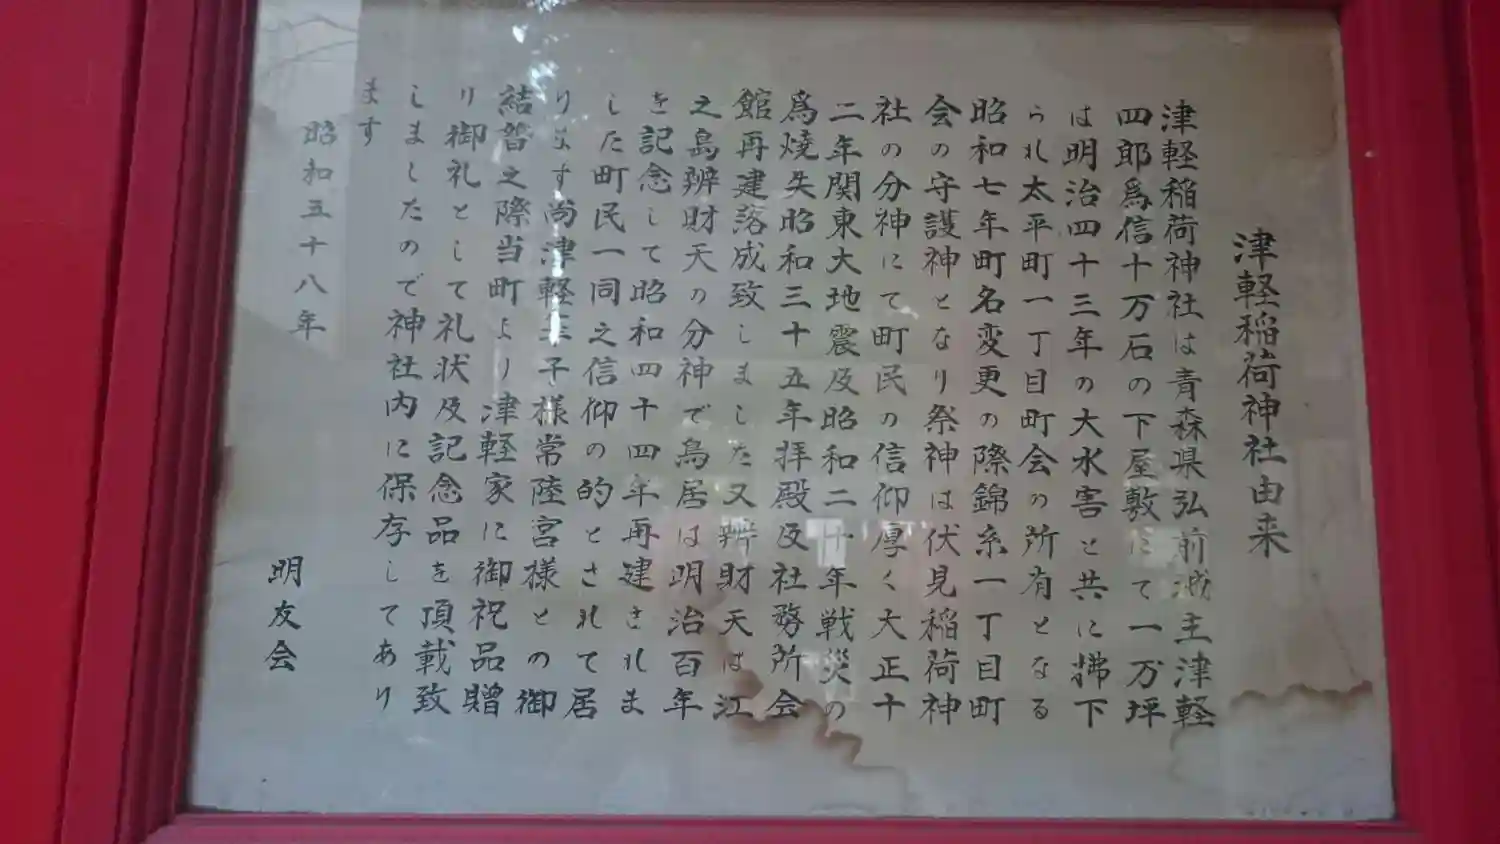 津軽稲荷神社由来
津軽稲荷神社は青森県弘前城主津軽
四郎為信十万石の下屋敷にて一万坪
は明治四十三年の大水害と共に拂下
られ太平町一丁目町会の所有となる
昭和七年町名変更の際錦糸一丁目町
会の守護神となり祭神は伏見稲荷神
社の分神にて町民の信仰厚く大正十
二年関東大地震及昭和二十年戦災の
為焼失昭和三十五年拝殿及社務所会
館再建落成致しました又辨財天は江
之島辨財天の分神で鳥居は明治百年
を記念して昭和四十四年再建されま
した町民一同之信仰の的とされて居
ります尚津軽華子様常陸宮様との御
結婚之際当町より津軽家に御祝品贈
り御礼として礼状及記念品を頂載致
しましたので神社内に保存してあり
ます
昭和五十八年
明友会